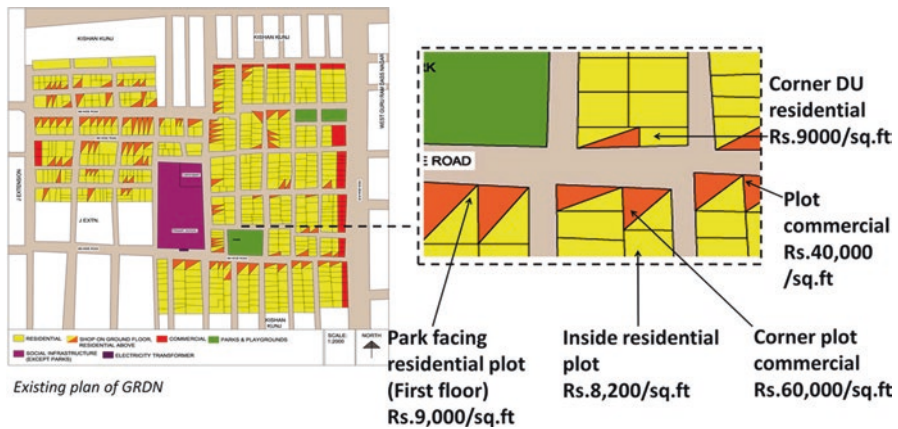 KISHAN KUNJ
KISHAN KUNJ
WEST GURU RAM DASS NAGAR
J EXTENSION
J EXTN.
KISHAN
KUNJ
RESIDENTIAL
SHOP ON GROUND FLOOR,
RESIDENTIAL ABOVE
COMMERCIAL
PARKS & PLAYGROUNDS
SOCIAL INFRASTRUCTURE
(EXCEPT PARKS)
ELECTRICITY TRANSFORMER
SCALE:
1:2000
NORTH
Existing plan of GRDN
RK
E ROAD
Corner DU
residential
Rs.9000/sq.ft
Plot
commercial
Rs.40,000
/sq.ft
Park facing
residential plot
(First floor)
Rs.9,000/sq.ft
Inside residential
plot
Rs.8,200/sq.ft
Corner plot
commercial
Rs.60,000/sq.ft